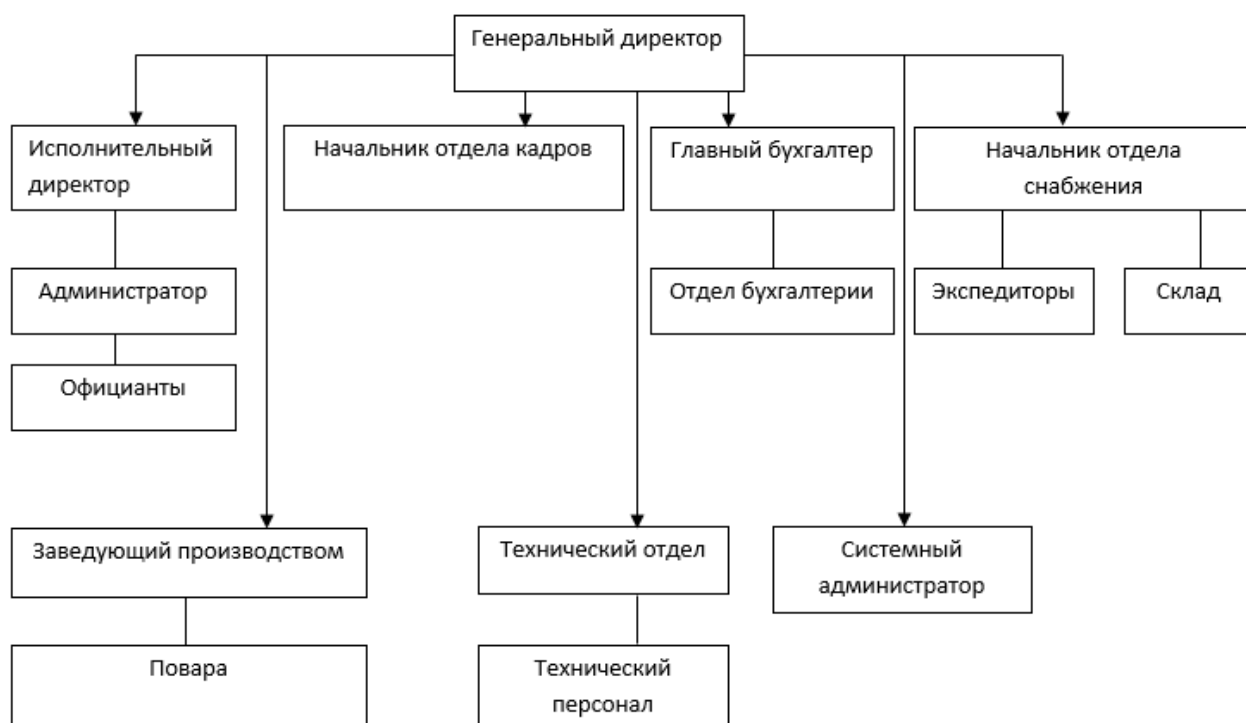 Генеральный директор
Исполнительный
директор
Начальник отдела кадров
Главный бухгалтер
Начальник отдела
снабжения
Администратор
Отдел бухгалтерии
Экспедиторы
Склад
Официанты
Заведующий производством
Технический отдел
Системный
администратор
Повара
Технический
персонал